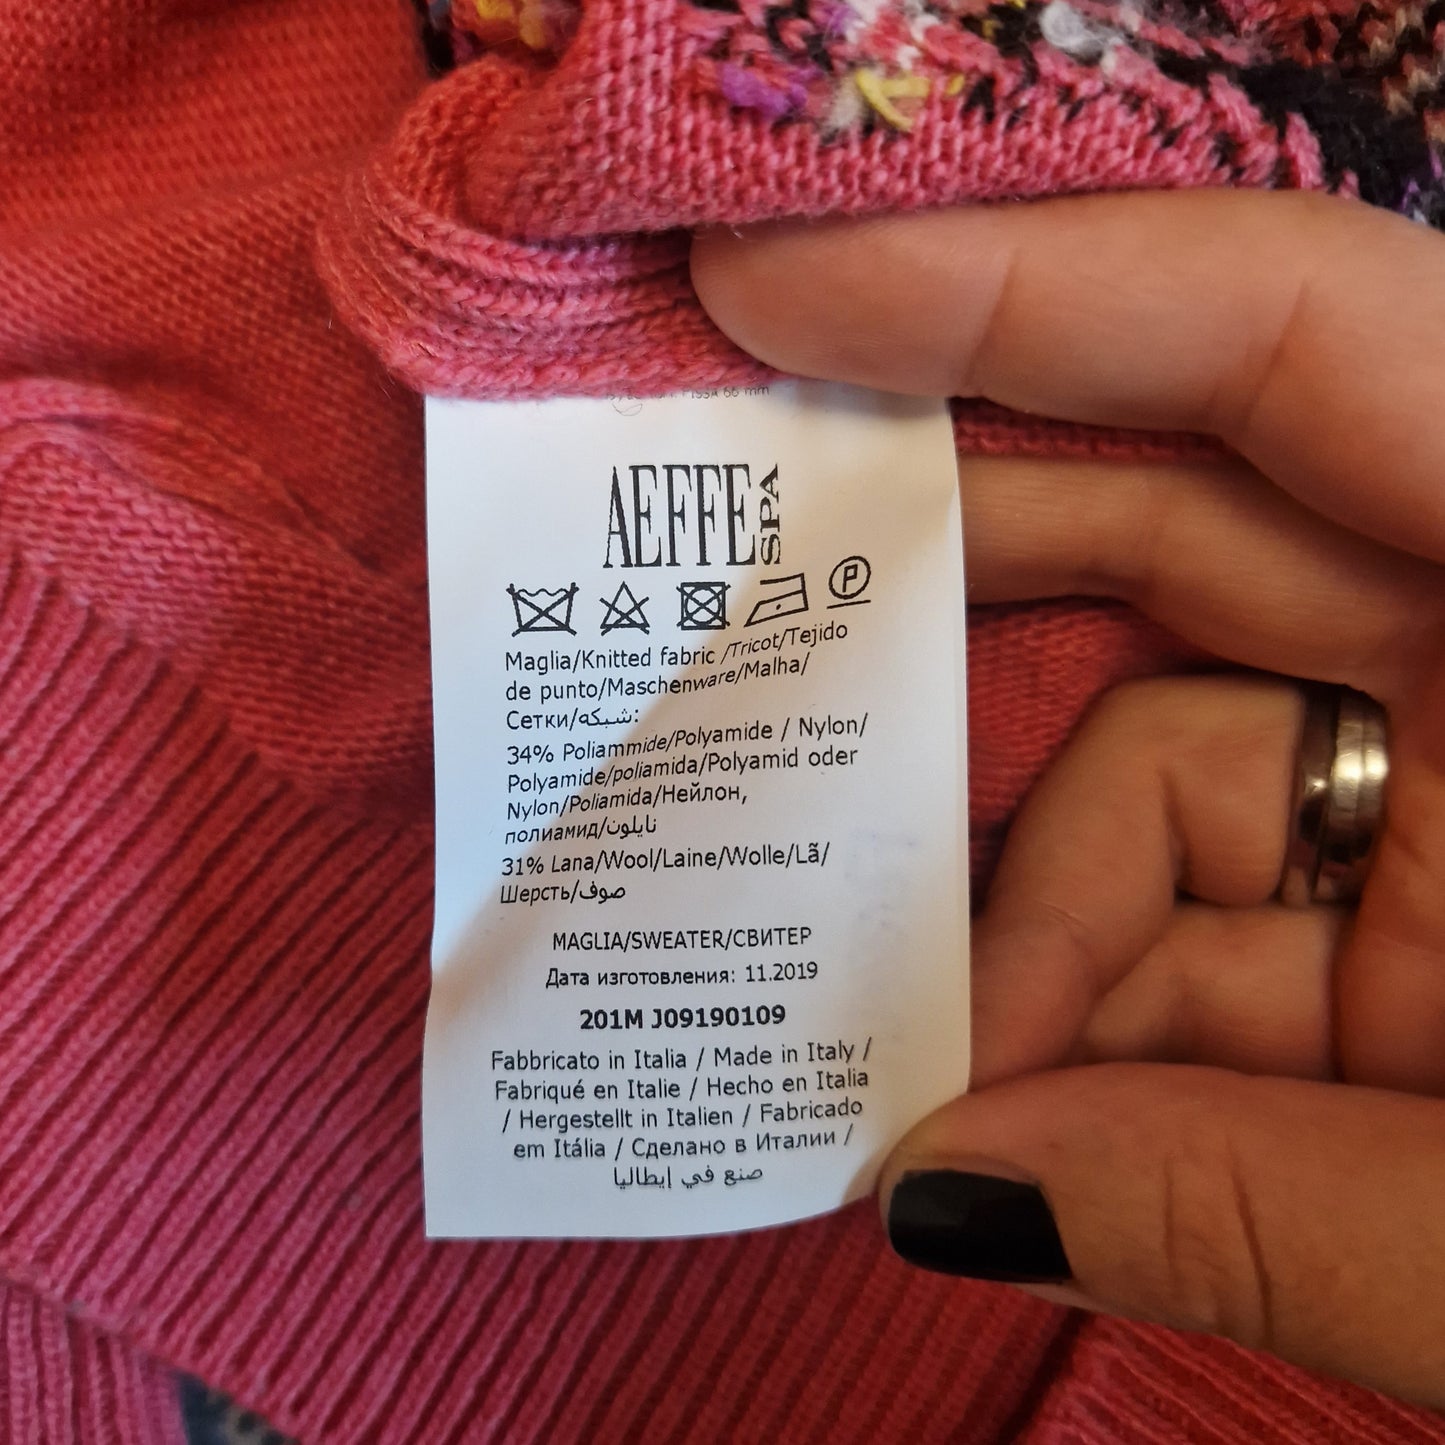 66 mm
AEFFE SPA
P
Maglia/Knitted fabric /Tricot/Tejido
de punto/Maschenware/Malha/
Сетки/شبكه:
34% Poliammide/Polyamide / Nylon/
Polyamide/poliamida/Polyamid oder
Nylon/Poliamida/Нейлон,
полиамид/نايلون
31% Lana/Wool/Laine/Wolle/Lã/
Шерсть/صوف
MAGLIA/SWEATER/СВИТЕР
Дата изготовления: 11.2019
201M J09190109
Fabbricato in Italia / Made in Italy /
Fabriqué en Italie / Hecho en Italia
/ Hergestellt in Italien / Fabricado
em Itália / Сделано в Италии /
صنع في إيطاليا